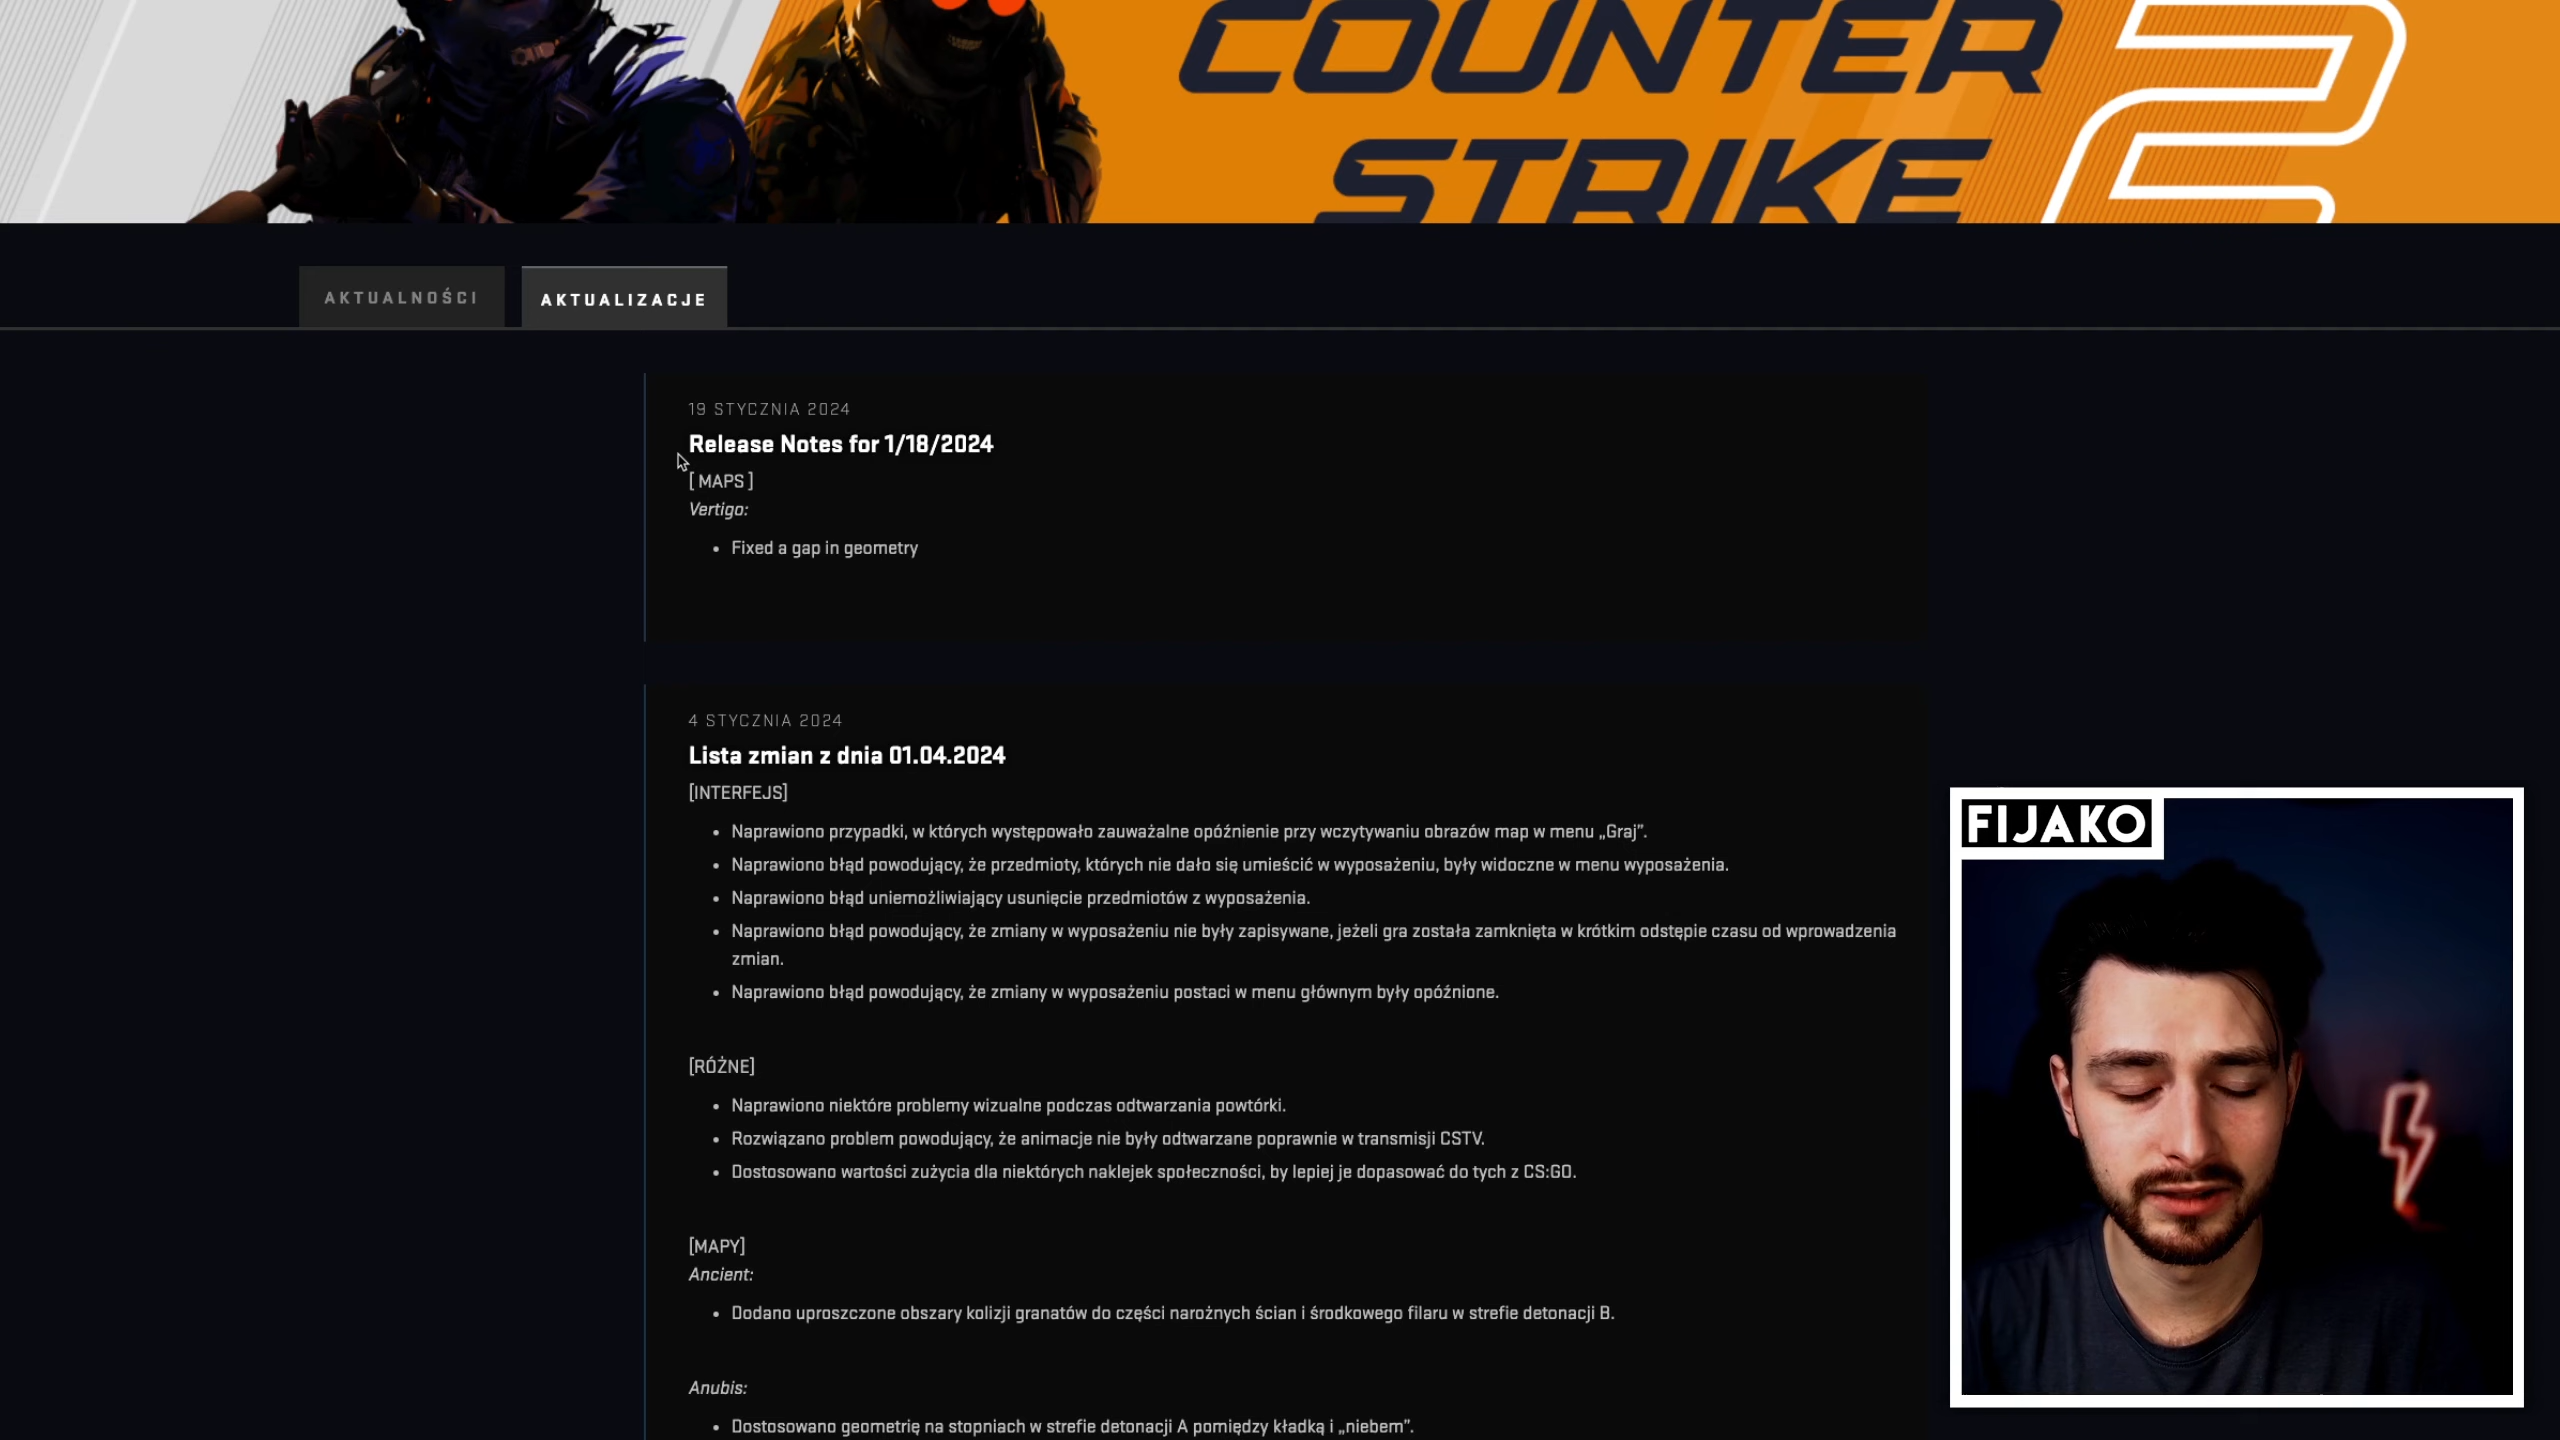 COUNTER
STRIKE
2
AKTUALNOŚCI
AKTUALIZACJE
19 STYCZNIA 2024
Release Notes for 1/18/2024
[ MAPS ]
Vertigo:
• Fixed a gap in geometry
4 STYCZNIA 2024
Lista zmian z dnia 01.04.2024
[INTERFEJS]
• Naprawiono przypadki, w których występowało zauważalne opóźnienie przy wczytywaniu obrazów map w menu „Graj”.
• Naprawiono błąd powodujący, że przedmioty, których nie dało się umieścić w wyposażeniu, były widoczne w menu wyposażenia.
• Naprawiono błąd uniemożliwiający usunięcie przedmiotów z wyposażenia.
• Naprawiono błąd powodujący, że zmiany w wyposażeniu nie były zapisywane, jeżeli gra została zamknięta w krótkim odstępie czasu od wprowadzenia
zmian.
• Naprawiono błąd powodujący, że zmiany w wyposażeniu postaci w menu głównym były opóźnione.
[RÓŻNE]
• Naprawiono niektóre problemy wizualne podczas odtwarzania powtórki.
• Rozwiązano problem powodujący, że animacje nie były odtwarzane poprawnie w transmisji CSTV.
• Dostosowano wartości zużycia dla niektórych naklejek społeczności, by lepiej je dopasować do tych z CS:GO.
[MAPY]
Ancient:
• Dodano uproszczone obszary kolizji granatów do części narożnych ścian i środkowego filaru w strefie detonacji B.
Anubis:
• Dostosowano geometrię na stopniach w strefie detonacji A pomiędzy kładką i „niebem”.
FIJAKO